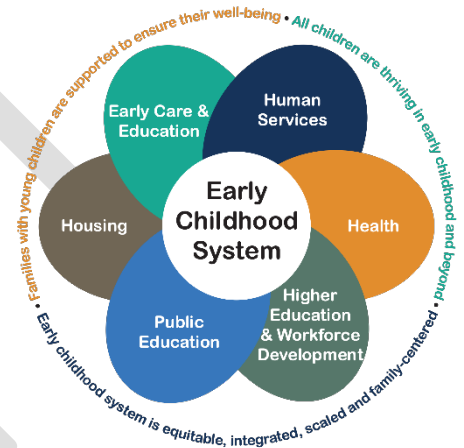 Families with young children are supported to ensure their well-being •
All children are thriving in early childhood and beyond •
Early childhood system is equitable, integrated, scaled and family-centered •
Early Care &
Education
Human
Services
Housing
Early
Childhood
System
Health
Public
Education
Higher
Education
& Workforce
Development